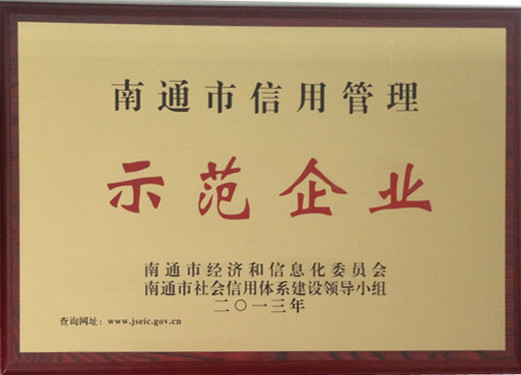 南通市信用管理
示范企业
南通市经济和信息化委员会
南通市社会信用体系建设领导小组
二〇一三年
查询网址：www.jseic.gov.cn